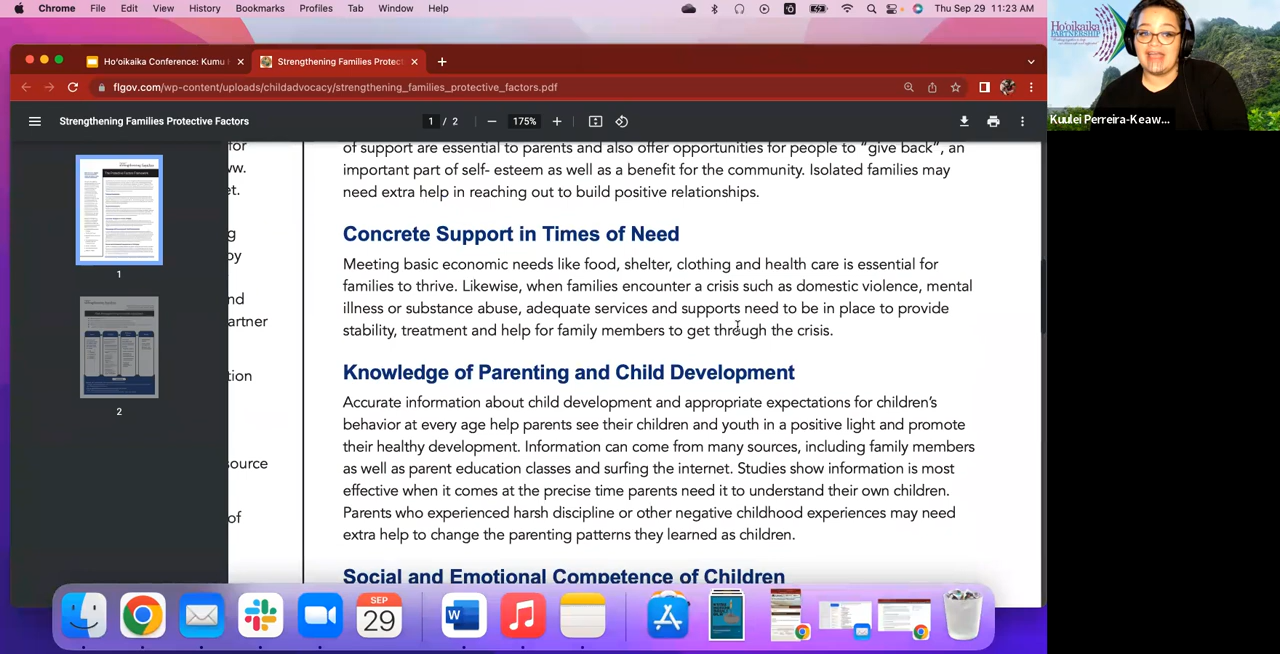 Chrome File Edit View History Bookmarks Profiles Tab Window Help Thu Sep 29 11:23 AM
Ho'oikaika
PARTNERSHIP
Ho'oikaika Conference: Kumu
Strengthening Families Protect
flgov.com/wp-content/uploads/childadvocacy/strengthening_families_protective_factors.pdf
Strengthening Families Protective Factors
1 / 2
175%
Kuulei Perreira-Keaw...
for
ww.
et.
g
by
nd
artner
tion
source
of
1
2
of support are essential to parents and also offer opportunities for people to “give back”, an
important part of self- esteem as well as a benefit for the community. Isolated families may
need extra help in reaching out to build positive relationships.
Concrete Support in Times of Need
Meeting basic economic needs like food, shelter, clothing and health care is essential for
families to thrive. Likewise, when families encounter a crisis such as domestic violence, mental
illness or substance abuse, adequate services and supports need to be in place to provide
stability, treatment and help for family members to get through the crisis.
Knowledge of Parenting and Child Development
Accurate information about child development and appropriate expectations for children’s
behavior at every age help parents see their children and youth in a positive light and promote
their healthy development. Information can come from many sources, including family members
as well as parent education classes and surfing the internet. Studies show information is most
effective when it comes at the precise time parents need it to understand their own children.
Parents who experienced harsh discipline or other negative childhood experiences may need
extra help to change the parenting patterns they learned as children.
Social and Emotional Competence of Children
SEP
29